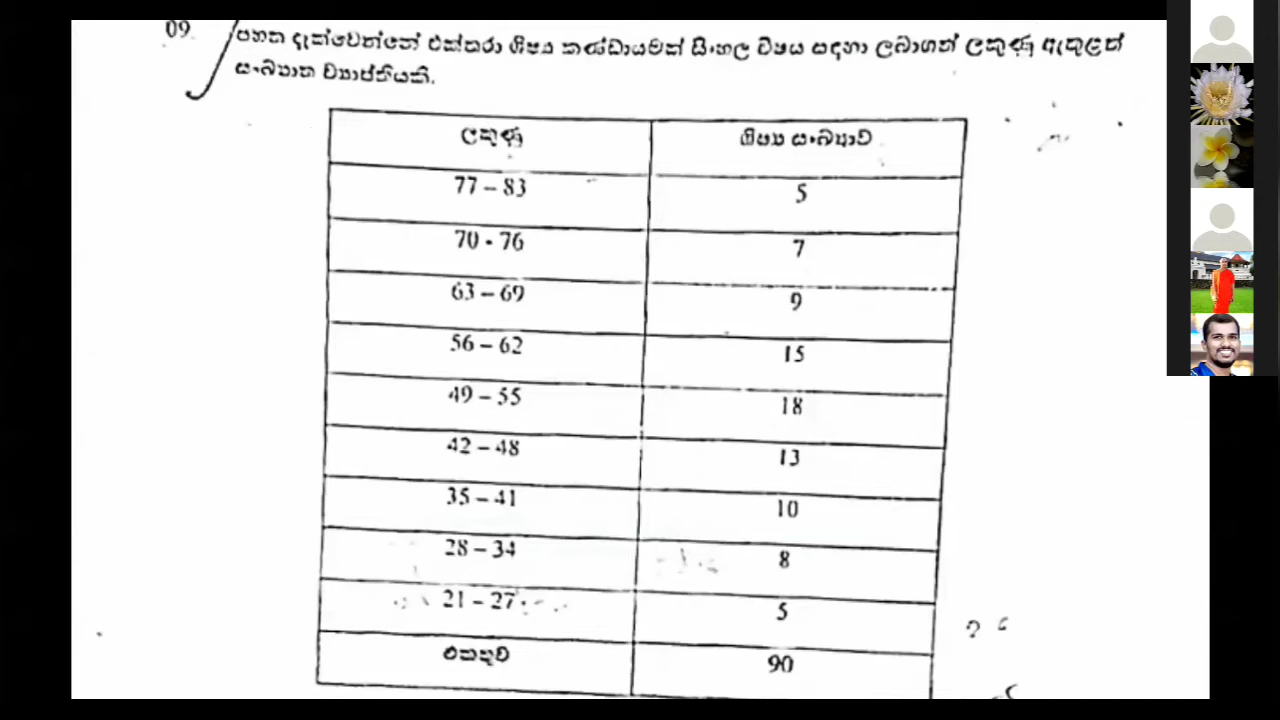 09. පහත දැක්වෙන්නේ එක්තරා ශිෂ්‍ය කණ්ඩායමක් සිංහල විෂය සඳහා ලබාගත් ලකුණු ඇතුළත්
සංඛ්‍යාත ව්‍යාප්තියකි.
ලකුණු ශිෂ්‍ය සංඛ්‍යාව
77 – 83 5
70 - 76 7
63 – 69 9
56 – 62 15
49 – 55 18
42 – 48 13
35 – 41 10
28 – 34 8
21 – 27 5
එකතුව 90